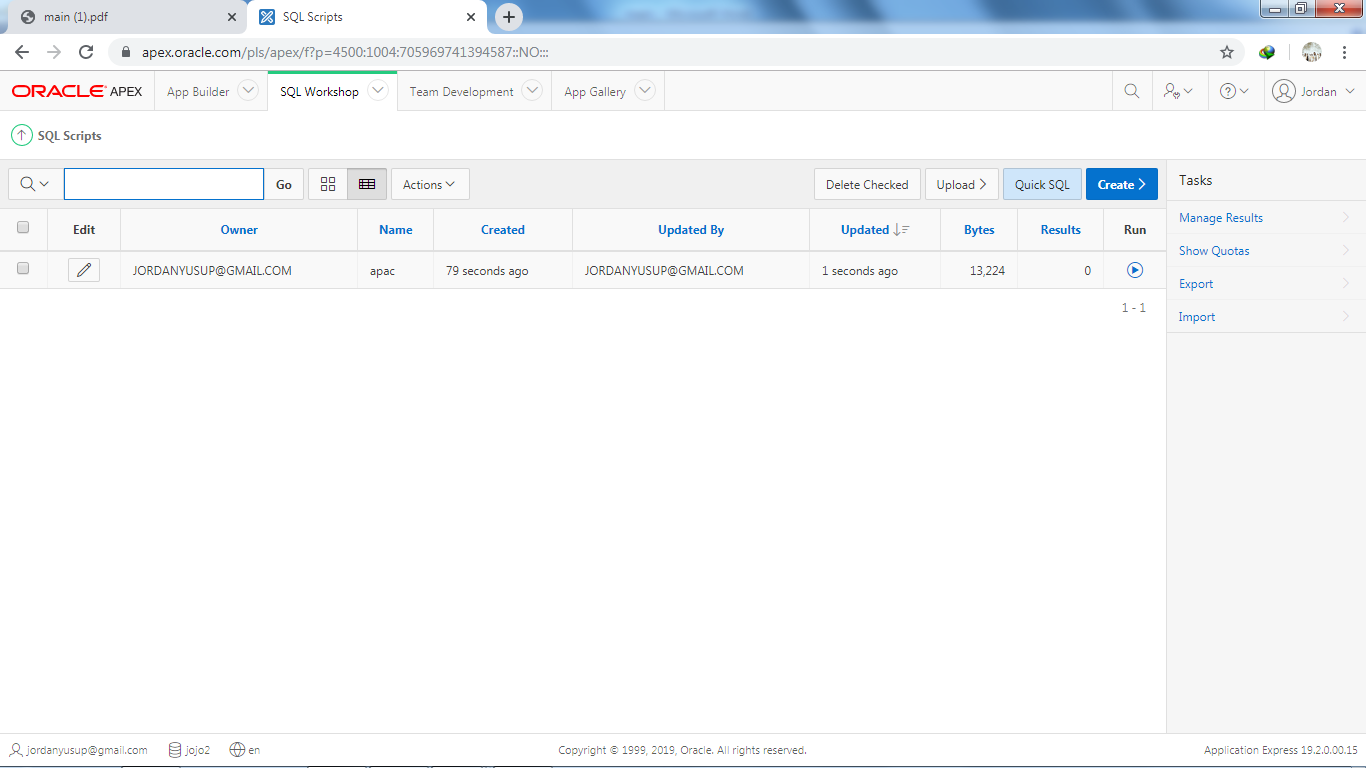 main (1).pdf
SQL Scripts
apex.oracle.com/pls/apex/f?p=4500:1004:705969741394587::NO:::
ORACLE APEX App Builder SQL Workshop Team Development App Gallery Jordan
SQL Scripts
Go Actions Delete Checked Upload Quick SQL Create
Edit Owner Name Created Updated By Updated Bytes Results Run
JORDANYUSUP@GMAIL.COM apac 79 seconds ago JORDANYUSUP@GMAIL.COM 1 seconds ago 13,224 0
1 - 1
Tasks
Manage Results
Show Quotas
Export
Import
jordanyusup@gmail.com jojo2 en Copyright © 1999, 2019, Oracle. All rights reserved. Application Express 19.2.0.00.15